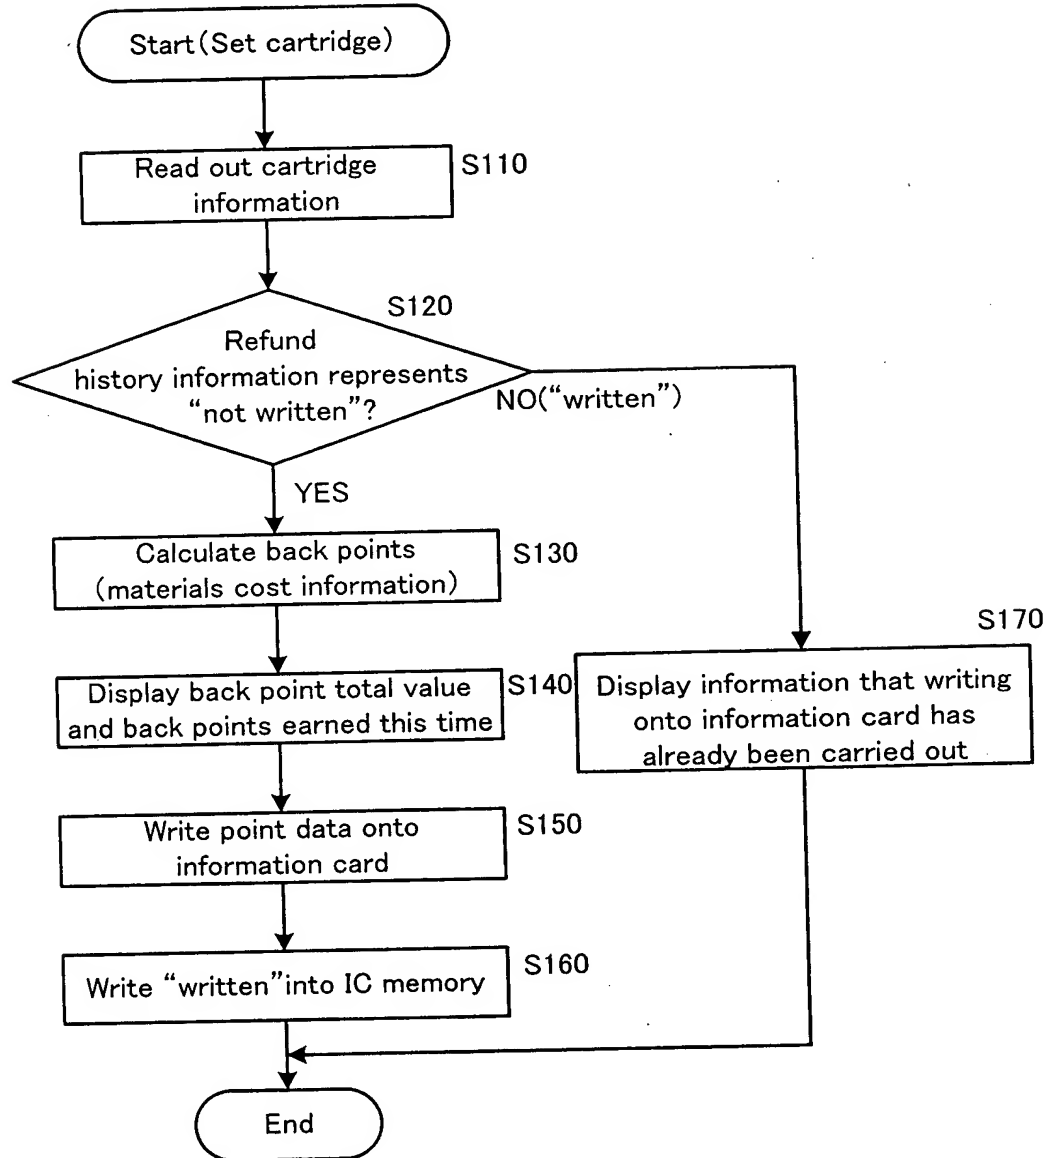 Start(Set cartridge)
Read out cartridge
information
S110
S120
Refund
history information represents
“not written”?
NO(“written”)
YES
Calculate back points
(materials cost information)
S130
Display back point total value
and back points earned this time
S140
S170
Display information that writing
onto information card has
already been carried out
Write point data onto
information card
S150
Write “written”into IC memory
S160
End